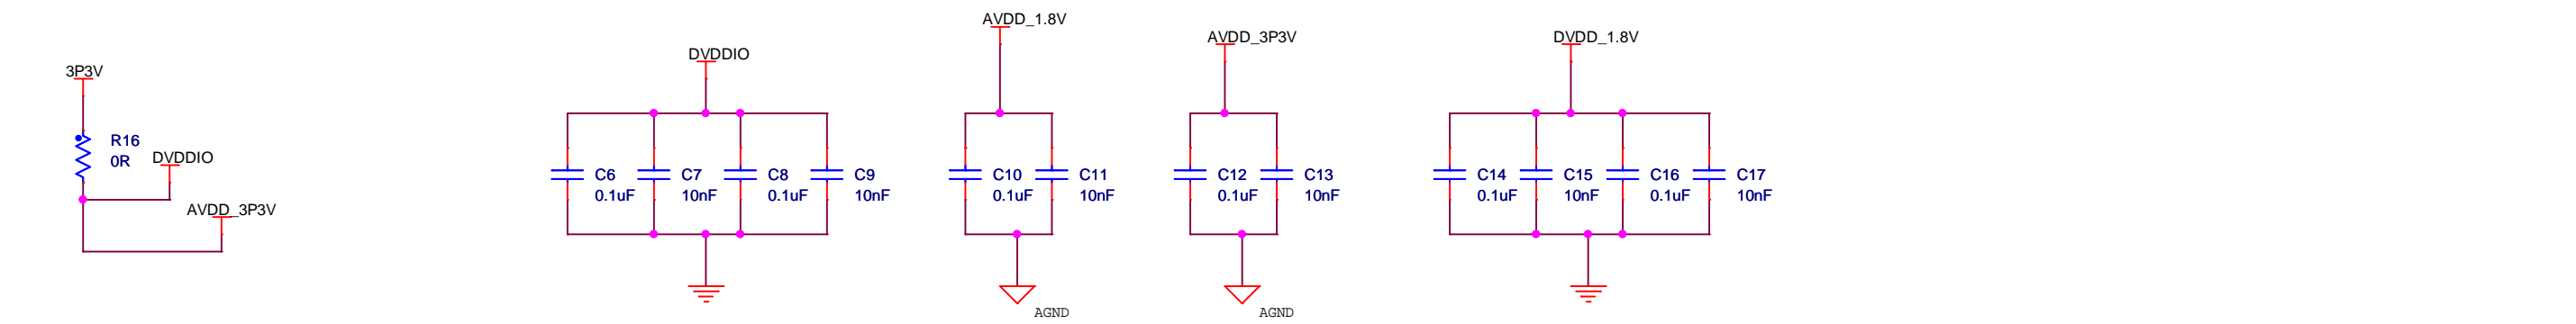 AVDD_1.8V
AVDD_3P3V
DVDD_1.8V
DVDDIO
3P3V
R16
0R
DVDDIO
AVDD_3P3V
C6
0.1uF
C7
10nF
C8
0.1uF
C9
10nF
C10
0.1uF
C11
10nF
C12
0.1uF
C13
10nF
C14
0.1uF
C15
10nF
C16
0.1uF
C17
10nF
AGND
AGND